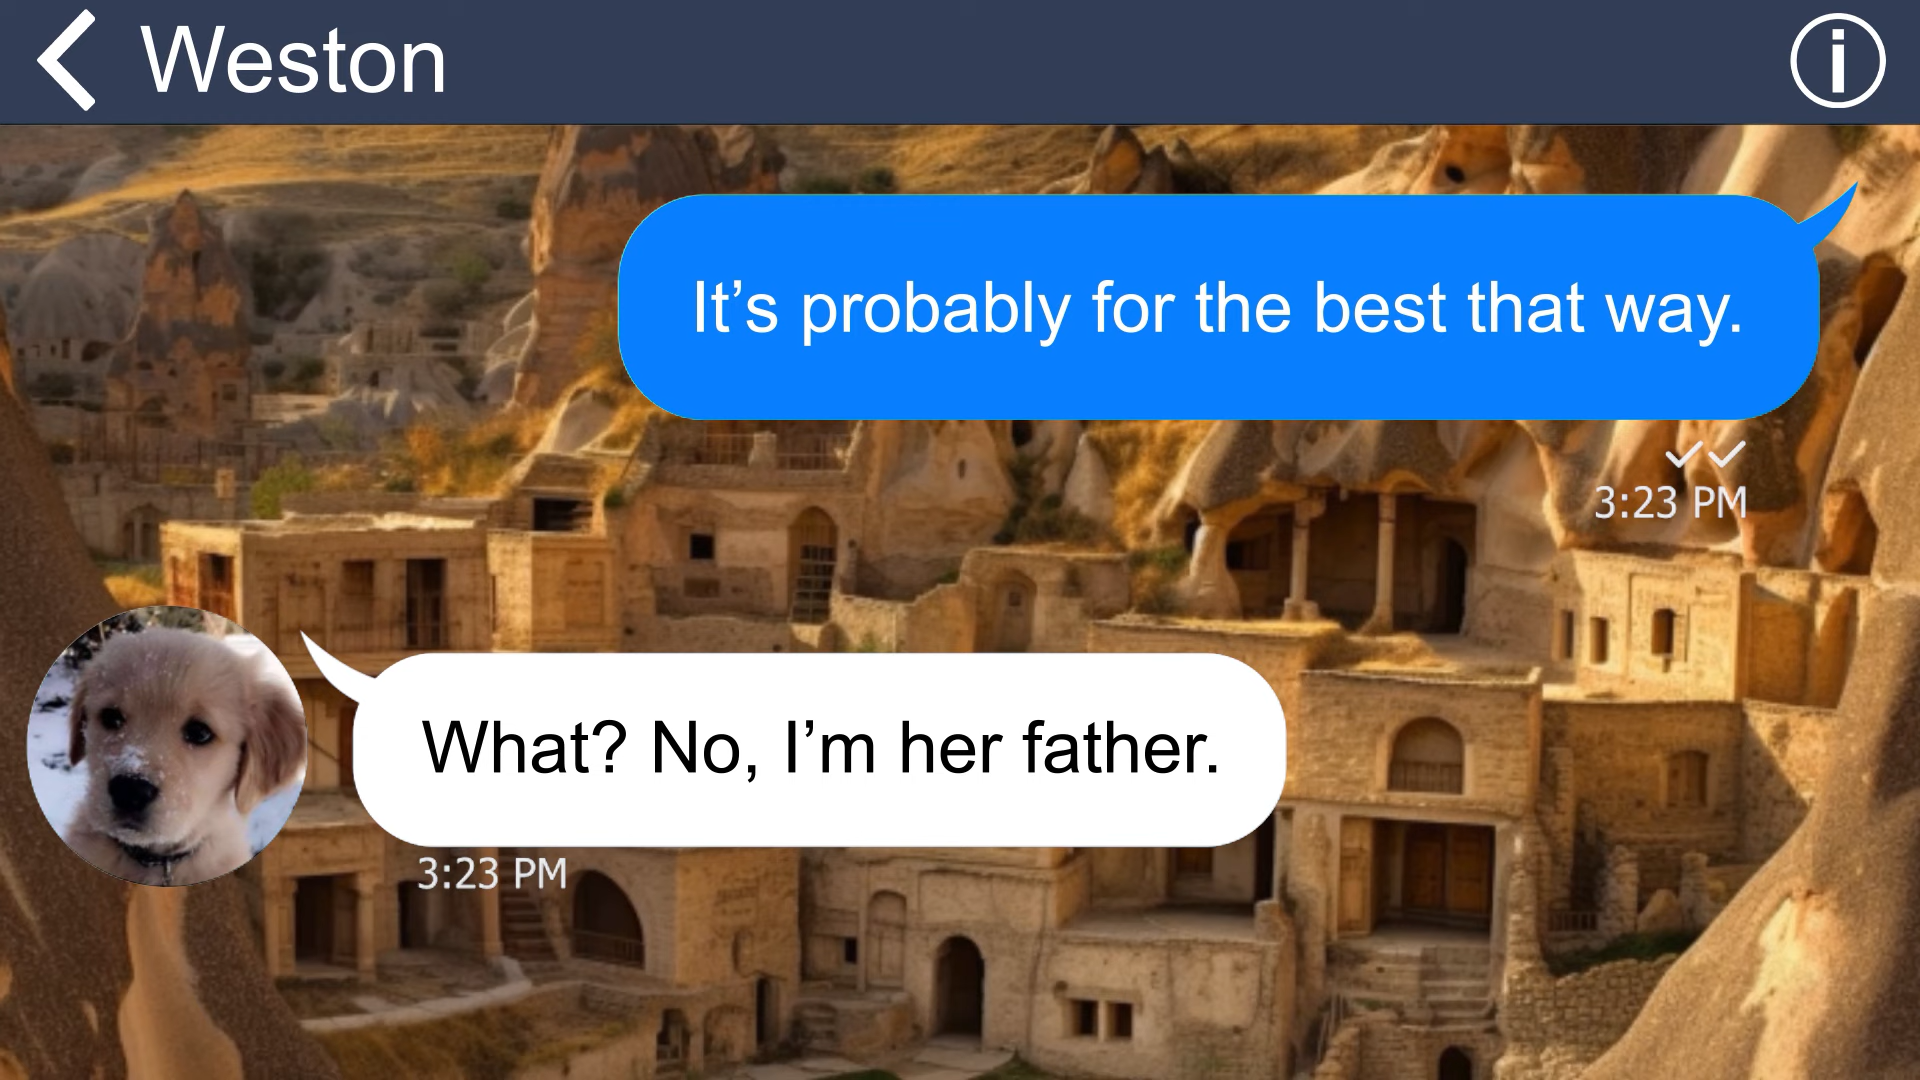 Weston
It’s probably for the best that way.
3:23 PM
What? No, I’m her father.
3:23 PM